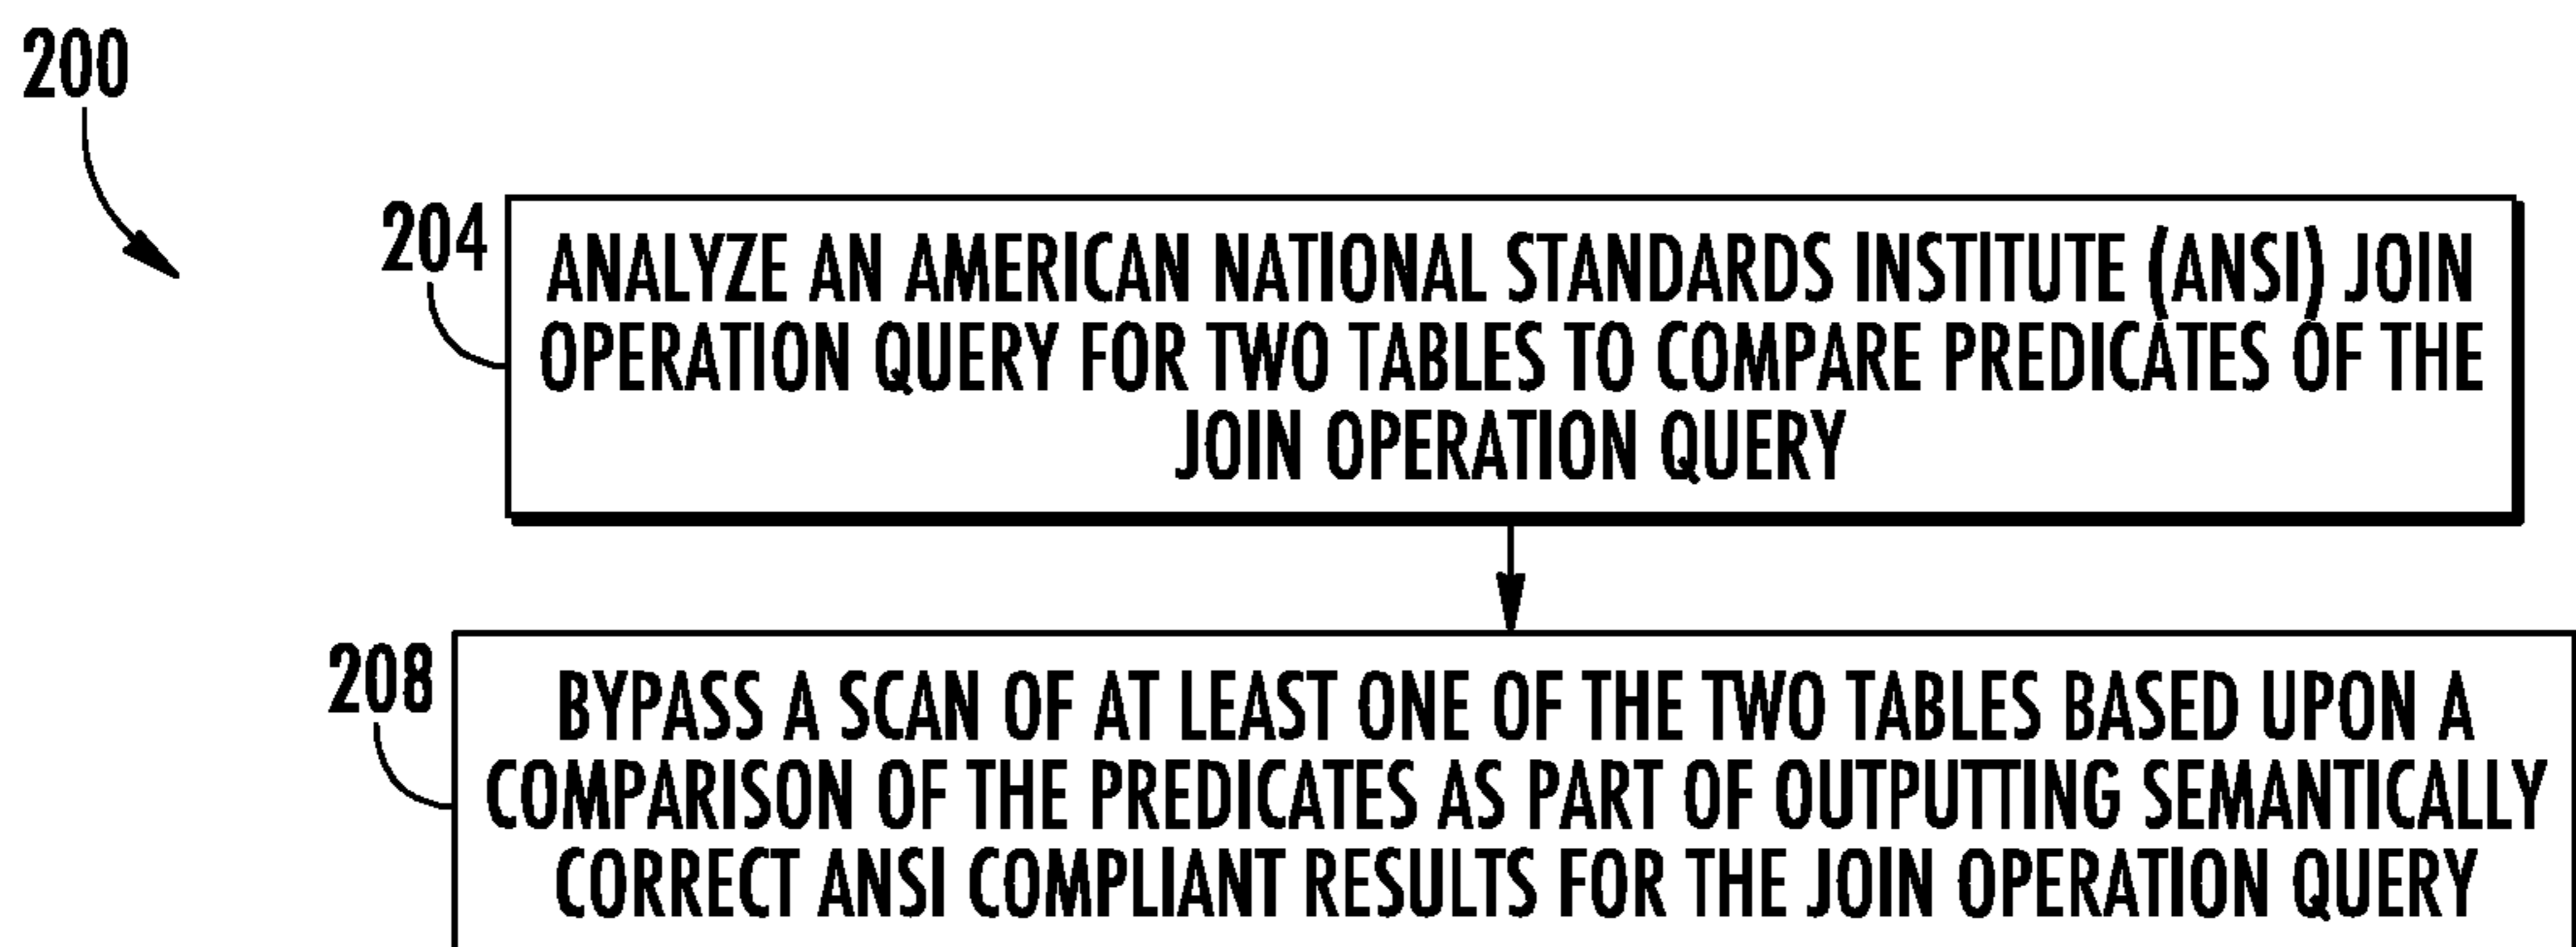 200
204
ANALYZE AN AMERICAN NATIONAL STANDARDS INSTITUTE (ANSI) JOIN
OPERATION QUERY FOR TWO TABLES TO COMPARE PREDICATES OF THE
JOIN OPERATION QUERY
208
BYPASS A SCAN OF AT LEAST ONE OF THE TWO TABLES BASED UPON A
COMPARISON OF THE PREDICATES AS PART OF OUTPUTTING SEMANTICALLY
CORRECT ANSI COMPLIANT RESULTS FOR THE JOIN OPERATION QUERY